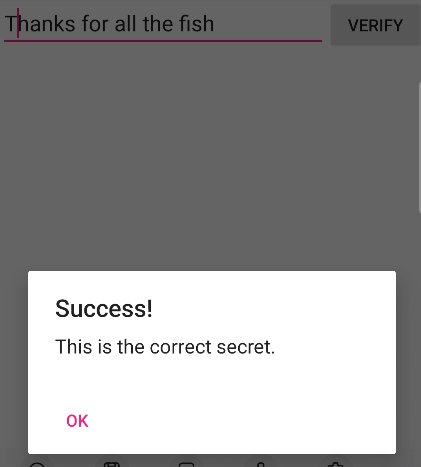 Thanks for all the fish
VERIFY
Success!
This is the correct secret.
OK